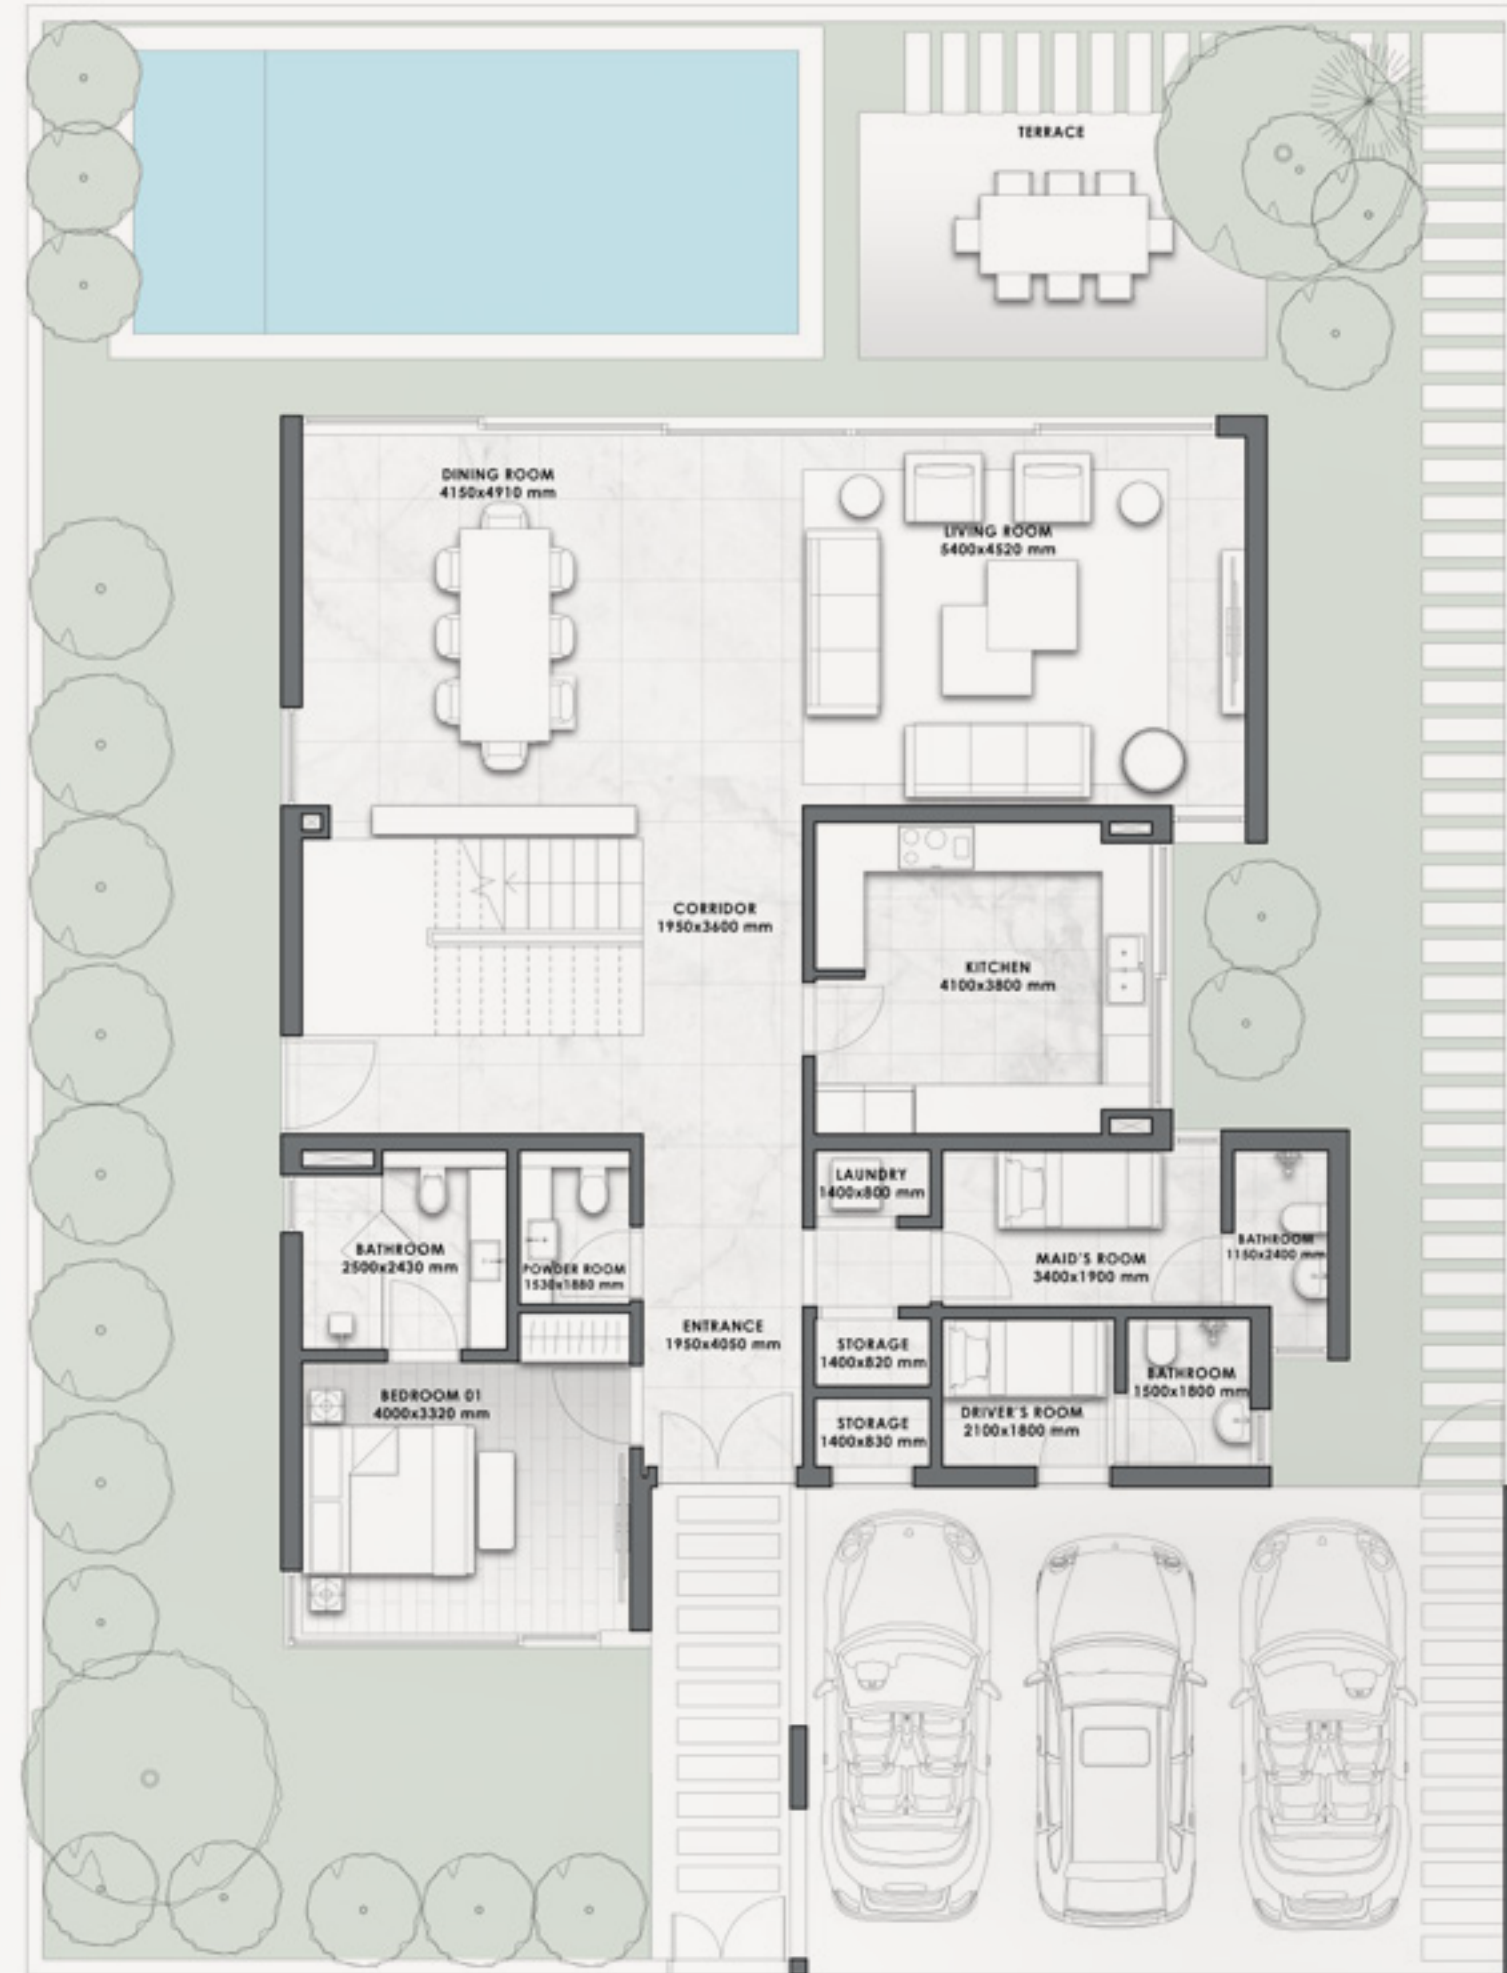 TERRACE
DINING ROOM
4150x4910 mm
LIVING ROOM
5400x4520 mm
CORRIDOR
1950x3600 mm
KITCHEN
4100x3800 mm
LAUNDRY
1400x800 mm
BATHROOM
2500x2430 mm
POWDER ROOM
1530x1880 mm
MAID'S ROOM
3400x1900 mm
BATHROOM
1150x2400 mm
ENTRANCE
1950x4050 mm
STORAGE
1400x820 mm
BEDROOM 01
4000x3320 mm
BATHROOM
1500x1800 mm
STORAGE
1400x830 mm
DRIVER'S ROOM
2100x1800 mm